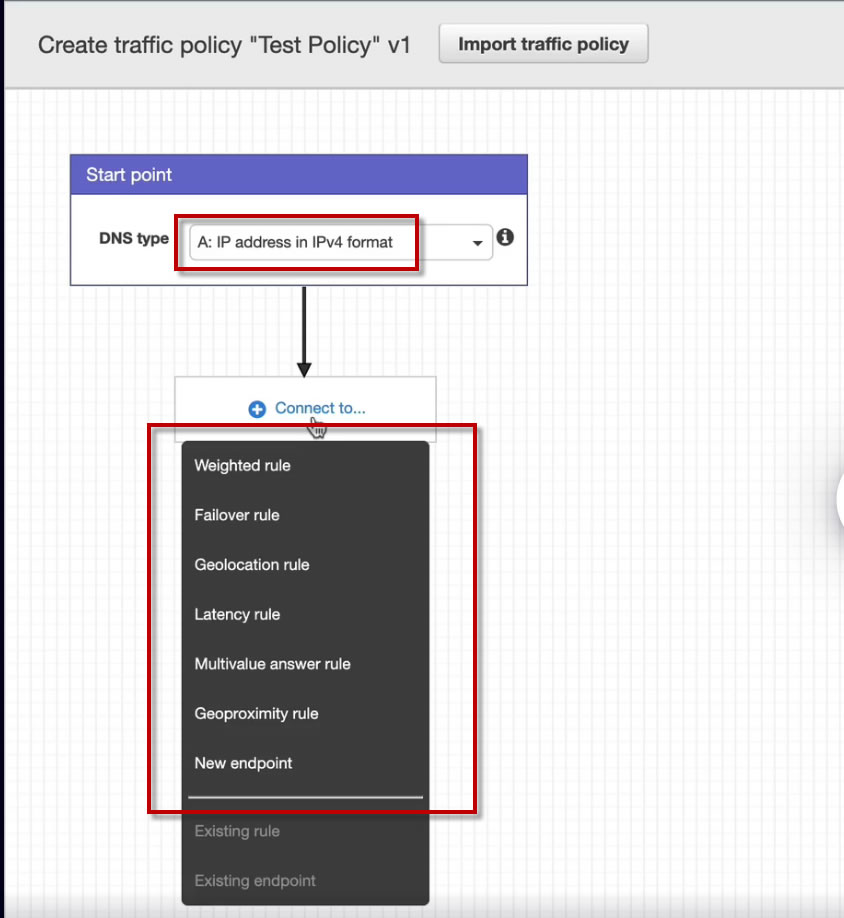 Create traffic policy "Test Policy" v1
Import traffic policy
Start point
DNS type
A: IP address in IPv4 format
Connect to...
Weighted rule
Failover rule
Geolocation rule
Latency rule
Multivalue answer rule
Geoproximity rule
New endpoint
Existing rule
Existing endpoint